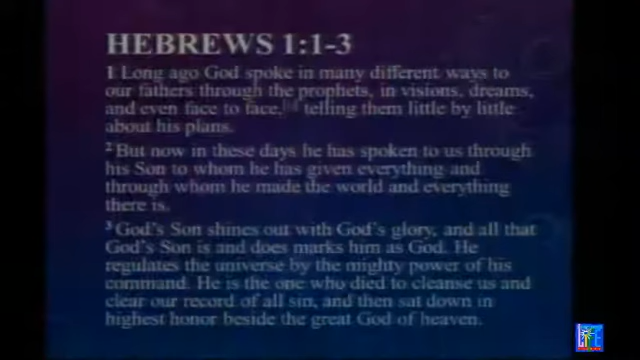 HEBREWS 1:1-3
1 Long ago God spoke in many different ways to
our fathers through the prophets, in visions, dreams,
and even face to face, telling them little by little
about his plans.
2 But now in these days he has spoken to us through
his Son to whom he has given everything and
through whom he made the world and everything
there is.
3 God's Son shines out with God's glory, and all that
God's Son is and does marks him as God. He
regulates the universe by the mighty power of his
command. He is the one who died to cleanse us and
clear our record of all sin, and then sat down in
highest honor beside the great God of heaven.